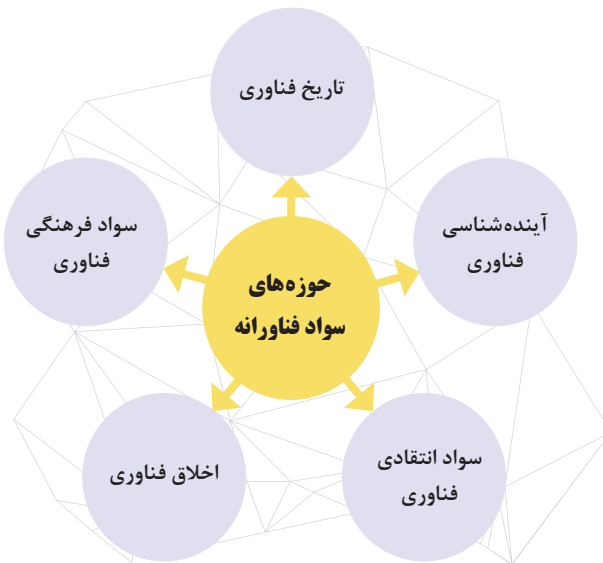 تاریخ فناوری
آینده‌شناسی
فناوری
سواد فرهنگی
فناوری
حوزه‌های
سواد فناورانه
سواد انتقادی
فناوری
اخلاق فناوری